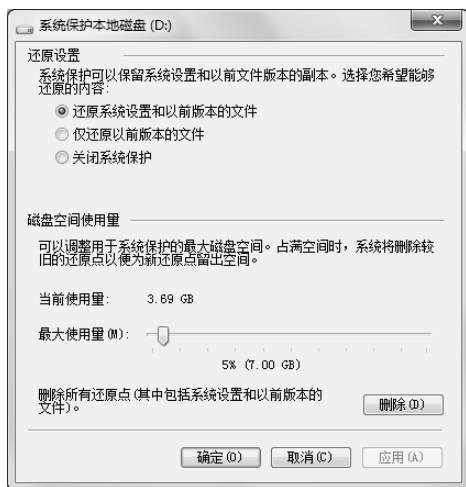 系统保护本地磁盘 (D:)
还原设置
系统保护可以保留系统设置和以前文件版本的副本。选择您希望能够
还原的内容:
还原系统设置和以前版本的文件
仅还原以前版本的文件
关闭系统保护
磁盘空间使用量
可以调整用于系统保护的最大磁盘空间。占满空间时，系统将删除较
旧的还原点以便为新还原点留出空间。
当前使用量: 3.69 GB
最大使用量(M):
5% (7.00 GB)
删除所有还原点(其中包括系统设置和以前版本的
文件)。
删除(D)
确定(O) 取消(C) 应用(A)